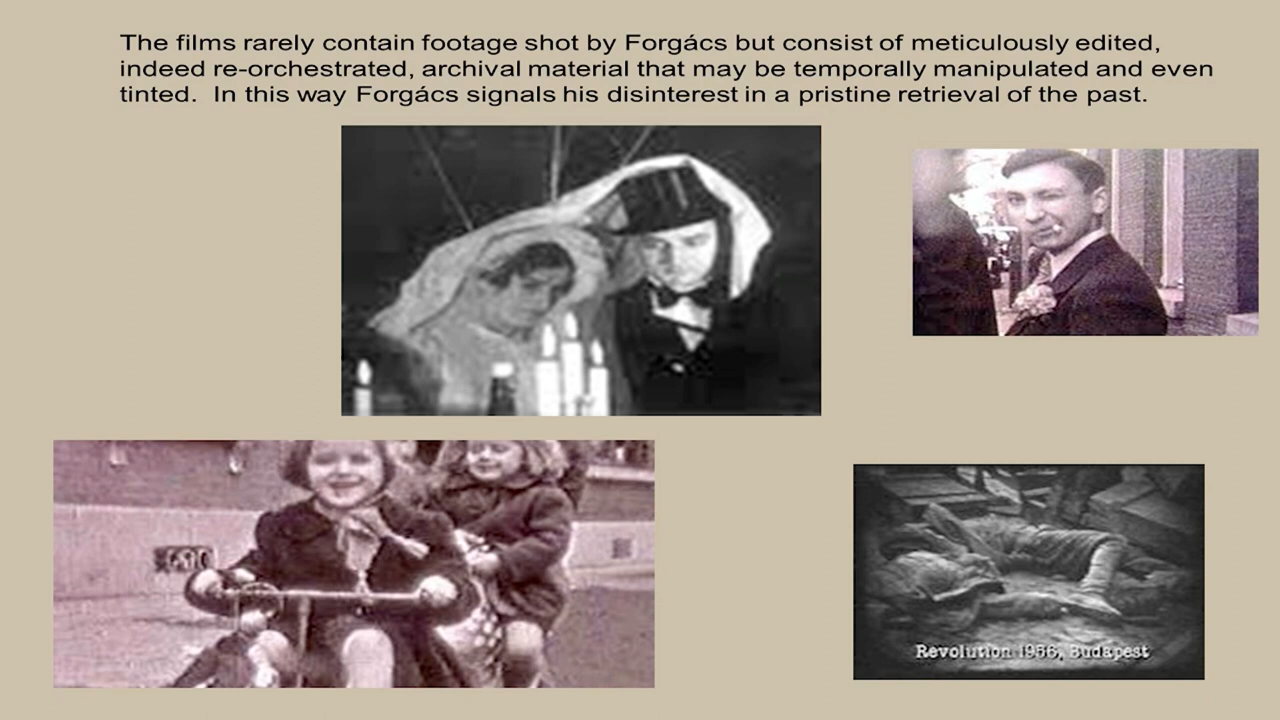 The films rarely contain footage shot by Forgács but consist of meticulously edited,
indeed re-orchestrated, archival material that may be temporally manipulated and even
tinted. In this way Forgács signals his disinterest in a pristine retrieval of the past.
Revolution 1956, Budapest